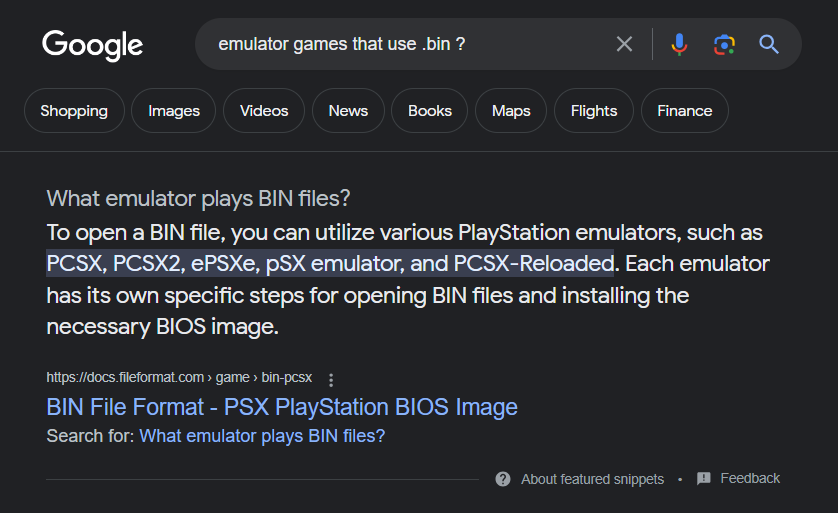 Google
emulator games that use .bin ?
Shopping
Images
Videos
News
Books
Maps
Flights
Finance
What emulator plays BIN files?
To open a BIN file, you can utilize various PlayStation emulators, such as
PCSX, PCSX2, ePSXe, pSX emulator, and PCSX-Reloaded. Each emulator
has its own specific steps for opening BIN files and installing the
necessary BIOS image.
https://docs.fileformat.com › game › bin-pcsx
BIN File Format - PSX PlayStation BIOS Image
Search for: What emulator plays BIN files?
About featured snippets • Feedback